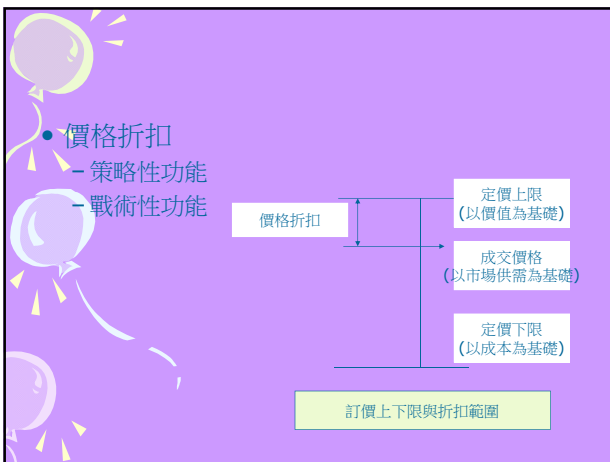 • 價格折扣
– 策略性功能
– 戰術性功能
價格折扣
定價上限
(以價值為基礎)
成交價格
(以市場供需為基礎)
定價下限
(以成本為基礎)
訂價上下限與折扣範圍